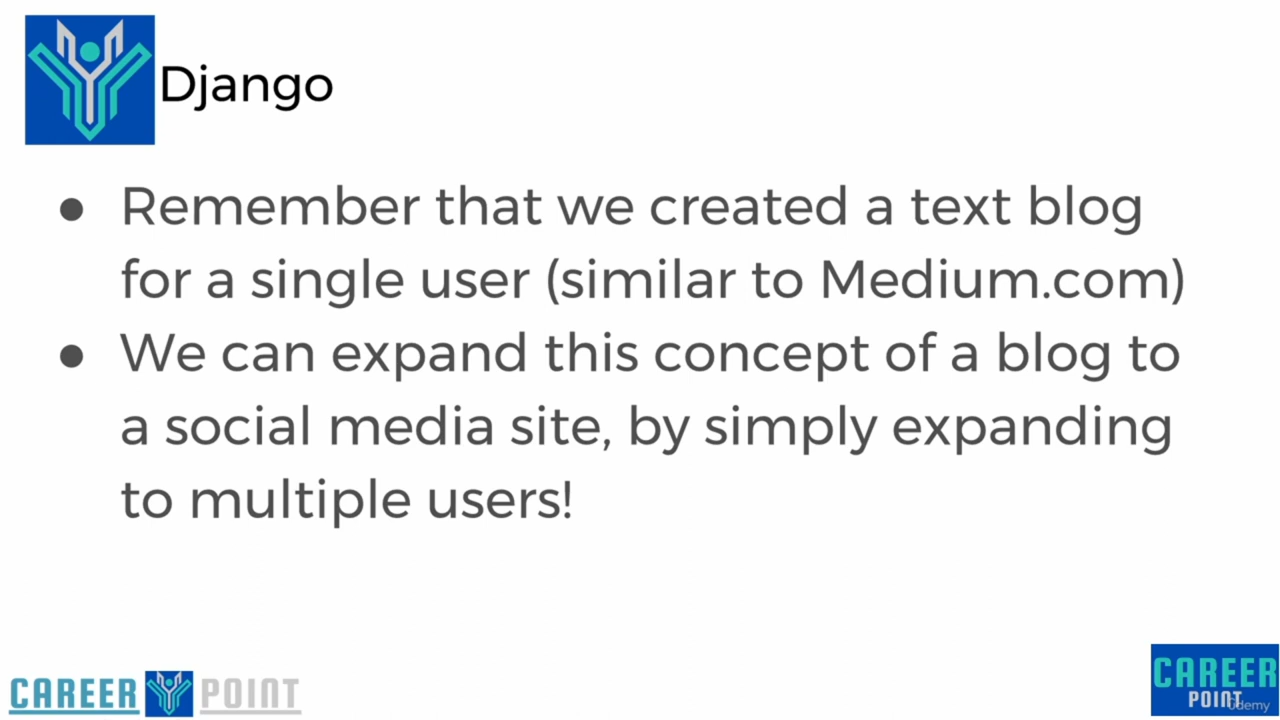 Django
● Remember that we created a text blog
for a single user (similar to Medium.com)
● We can expand this concept of a blog to
a social media site, by simply expanding
to multiple users!
CAREER POINT
CAREER
POINT
Udemy